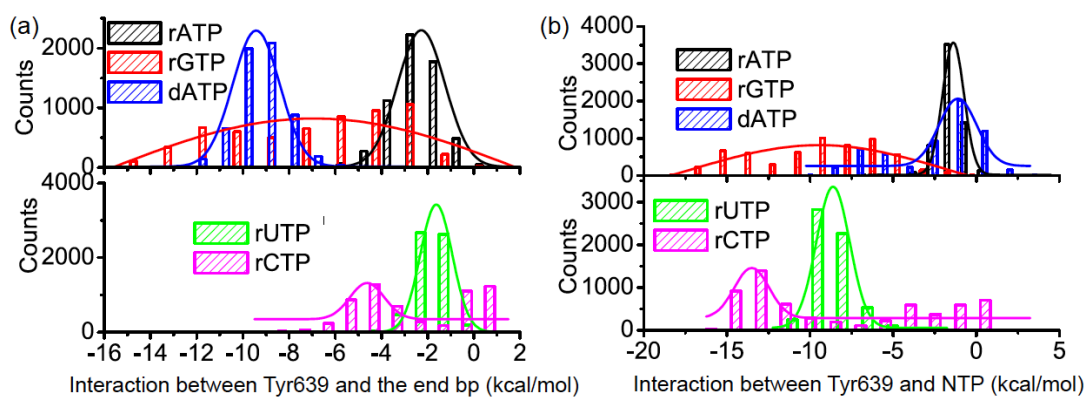 (a)
Counts
2000
1000
0
rATP
rGTP
dATP
Counts
4000
2000
0
rUTP
rCTP
-16 -14 -12 -10 -8 -6 -4 -2 0 2
Interaction between Tyr639 and the end bp (kcal/mol)
(b)
Counts
4000
3000
2000
1000
0
rATP
rGTP
dATP
Counts
3000
2000
1000
0
rUTP
rCTP
-20 -15 -10 -5 0 5
Interaction between Tyr639 and NTP (kcal/mol)